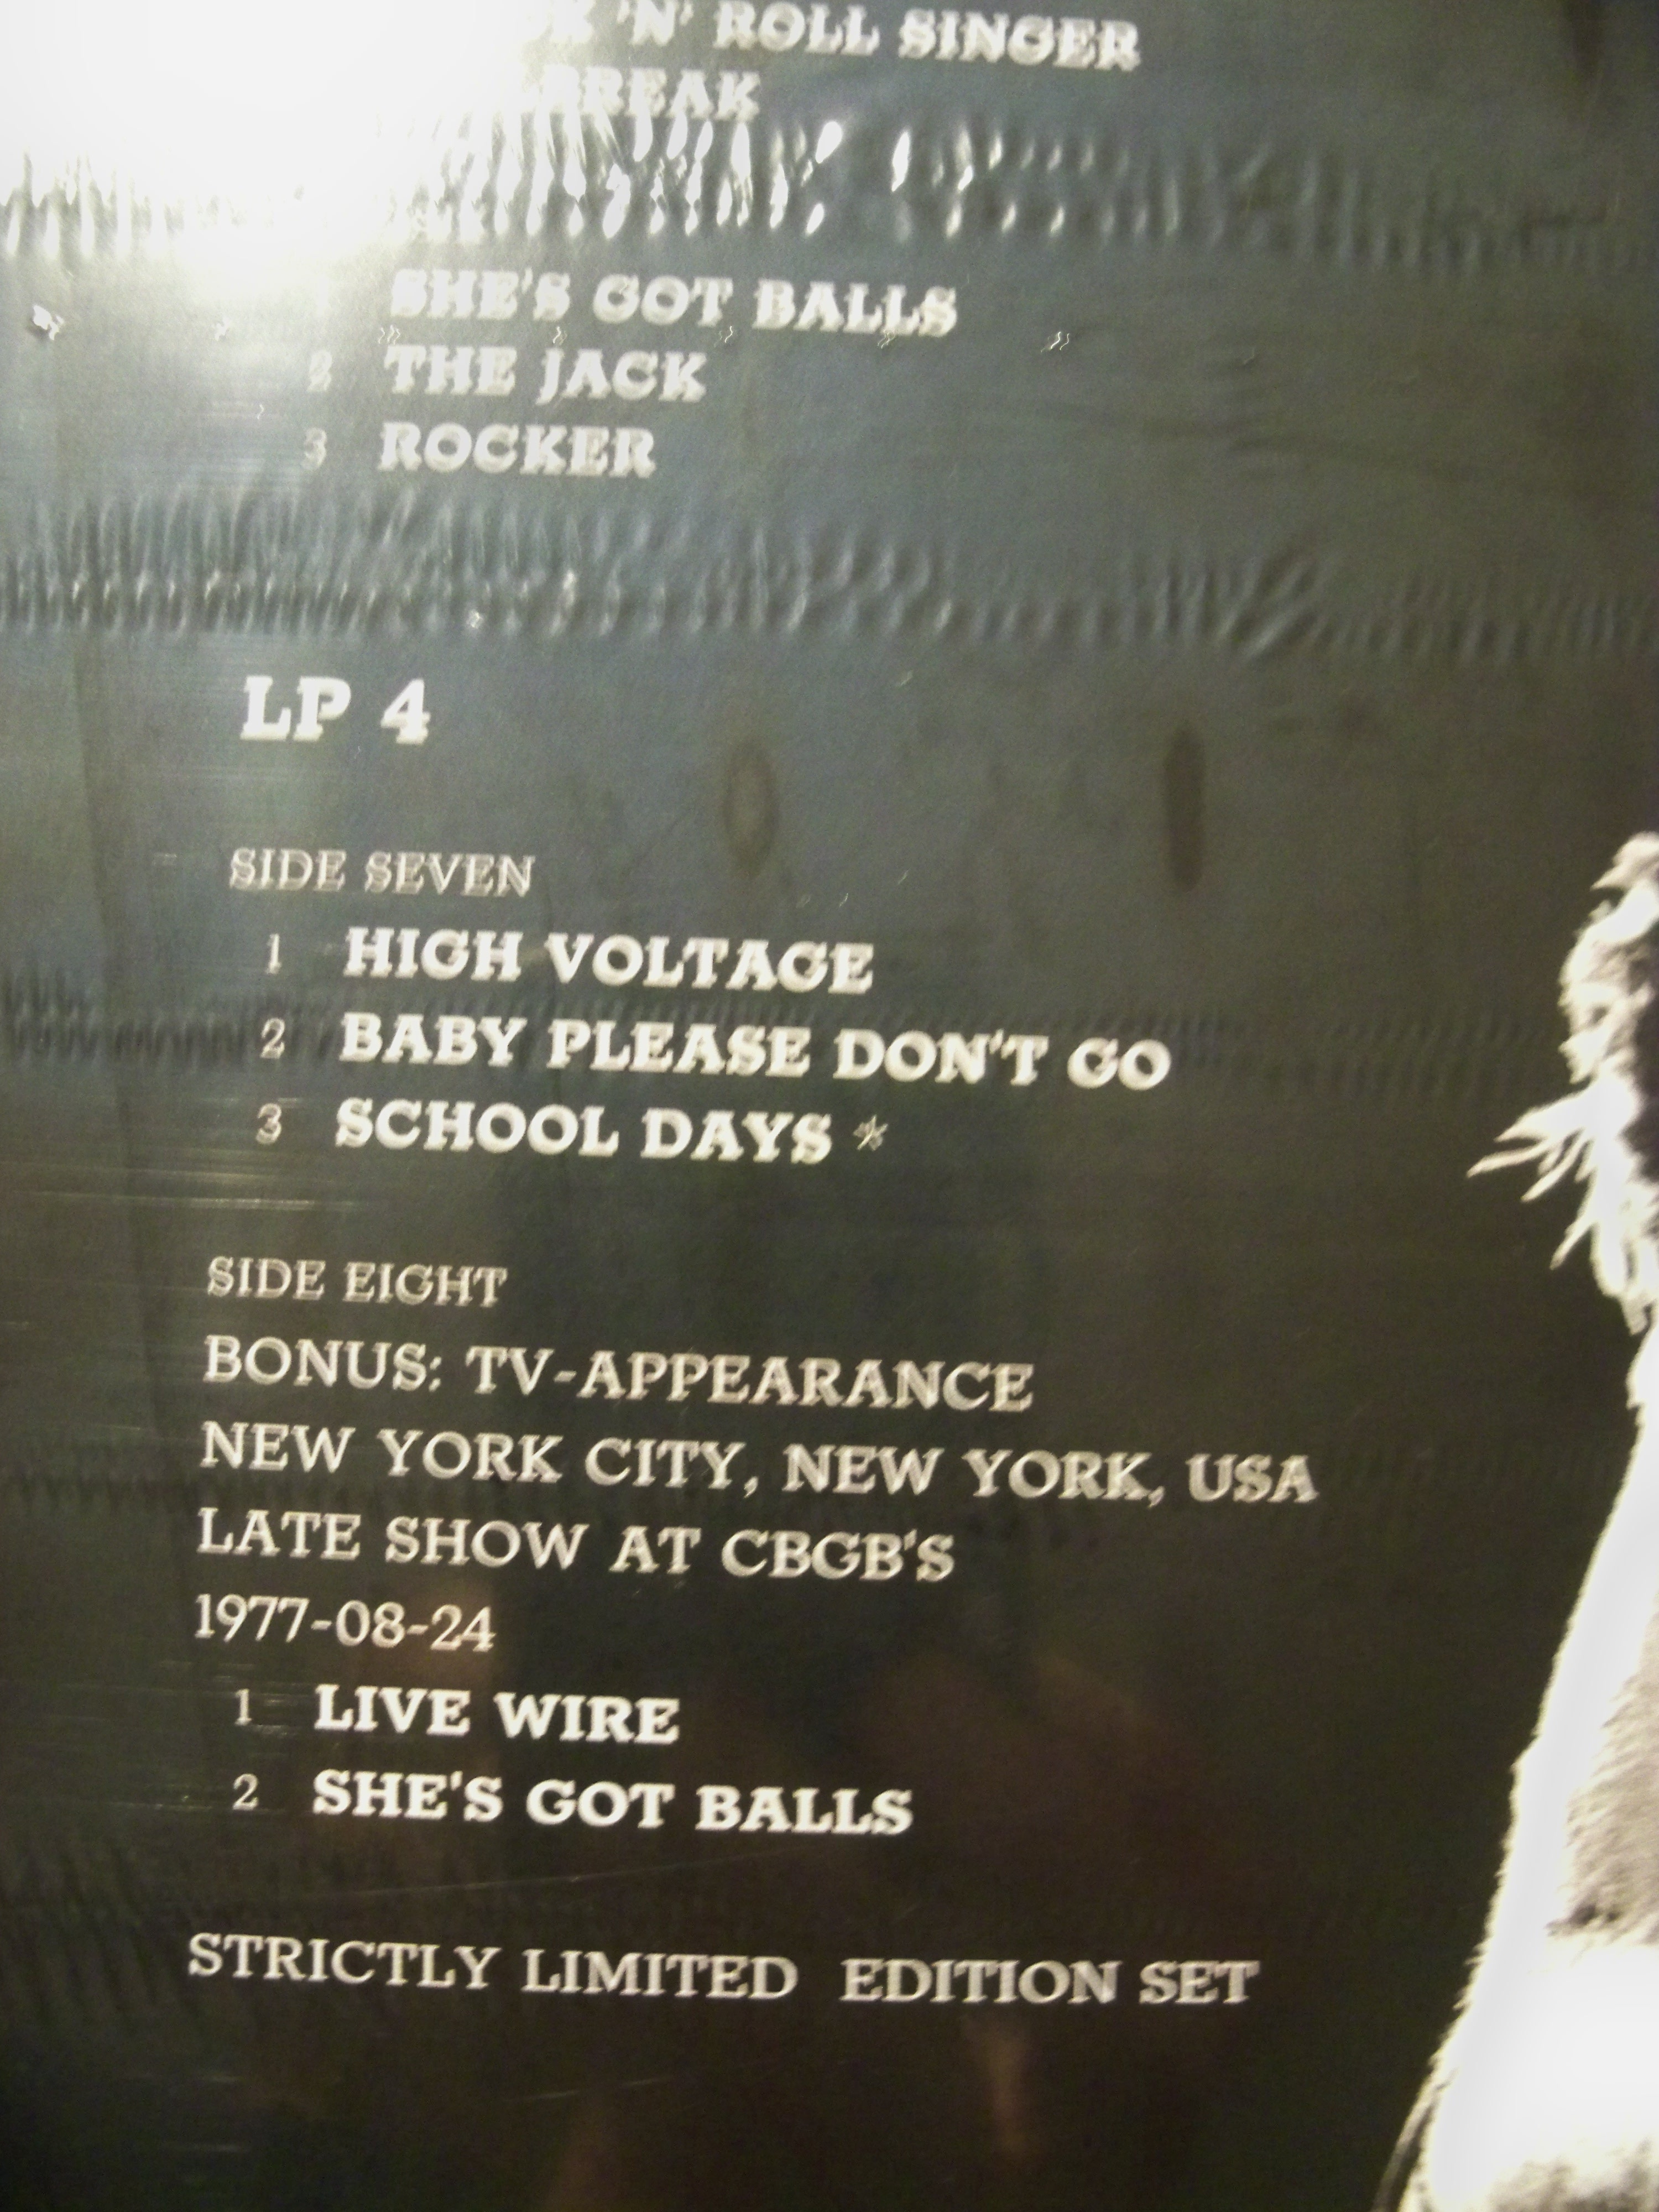 'N' ROLL SINGER
BREAK
SHE'S GOT BALLS
2 THE JACK
3 ROCKER
LP 4
SIDE SEVEN
1 HIGH VOLTAGE
2 BABY PLEASE DON'T GO
3 SCHOOL DAYS *
SIDE EIGHT
BONUS: TV-APPEARANCE
NEW YORK CITY, NEW YORK, USA
LATE SHOW AT CBGB'S
1977-08-24
1 LIVE WIRE
2 SHE'S GOT BALLS
STRICTLY LIMITED EDITION SET